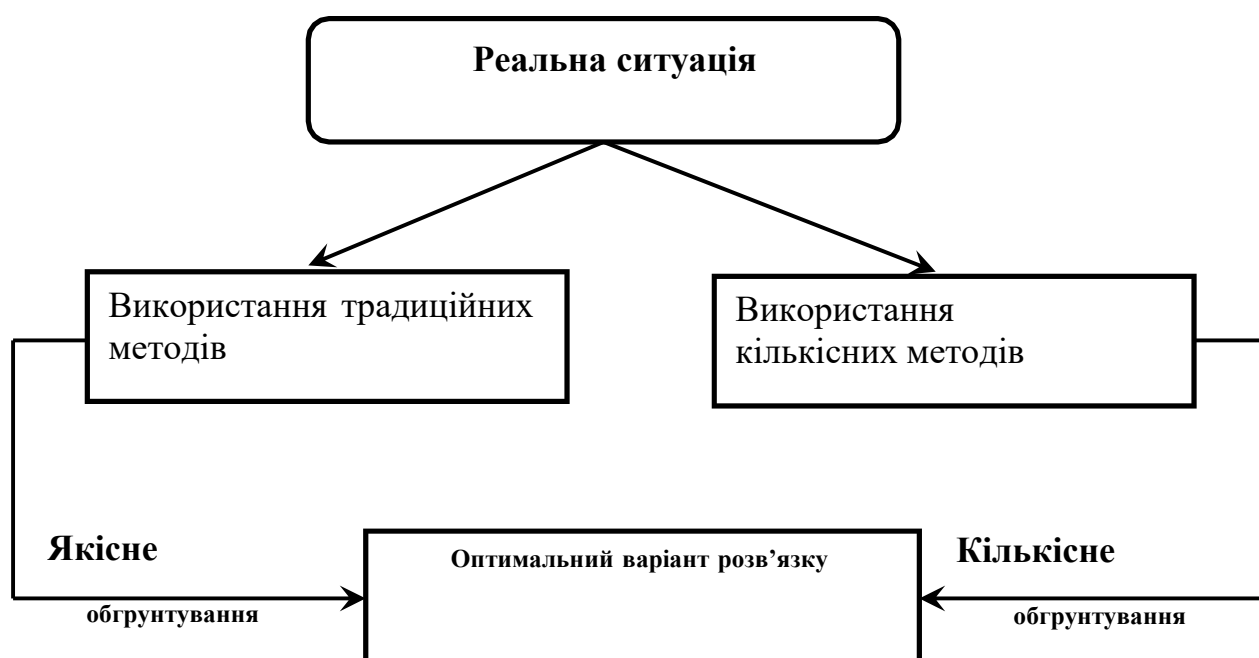 Реальна ситуація
Використання традиційних
методів
Використання
кількісних методів
Якісне
обгрунтування
Оптимальний варіант розв’язку
Кількісне
обгрунтування